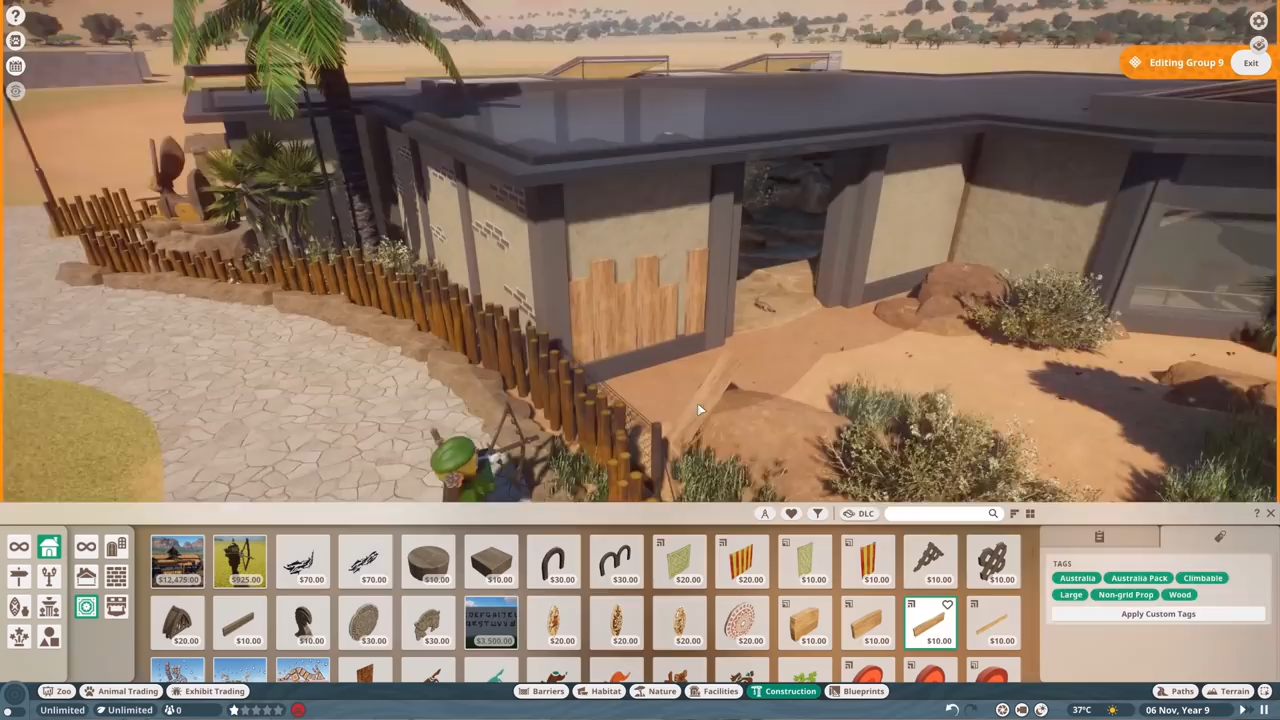 ?
Editing Group 9
Exit
DLC
? ×
$12,475.00 $925.00 $70.00 $70.00 $10.00 $10.00 $30.00 $30.00 $20.00 $20.00 $10.00 $10.00 $10.00 $10.00
TAGS
Australia Australia Pack Climbable
Large Non-grid Prop Wood
Apply Custom Tags
$20.00 $10.00 $10.00 $30.00 $30.00 $3,500.00 $20.00 $20.00 $20.00 $20.00 $10.00 $10.00 $10.00 $10.00
Zoo Animal Trading Exhibit Trading Barriers Habitat Nature Facilities Construction Blueprints Paths Terrain
Unlimited Unlimited 0 37°C 06 Nov, Year 9